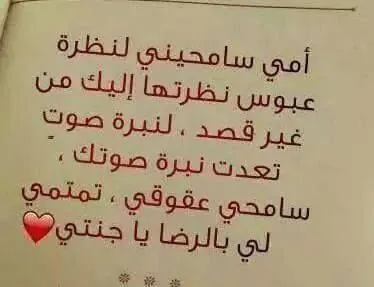 أمي سامحيني لنظرة
عبوس نظرتها إليك من
غير قصد ، لنبرة صوت
تعدت نبرة صوتك ، ً
سامحي عقوقي ، تمتمي
لي بالرضا يا جنتي❤️
* * *